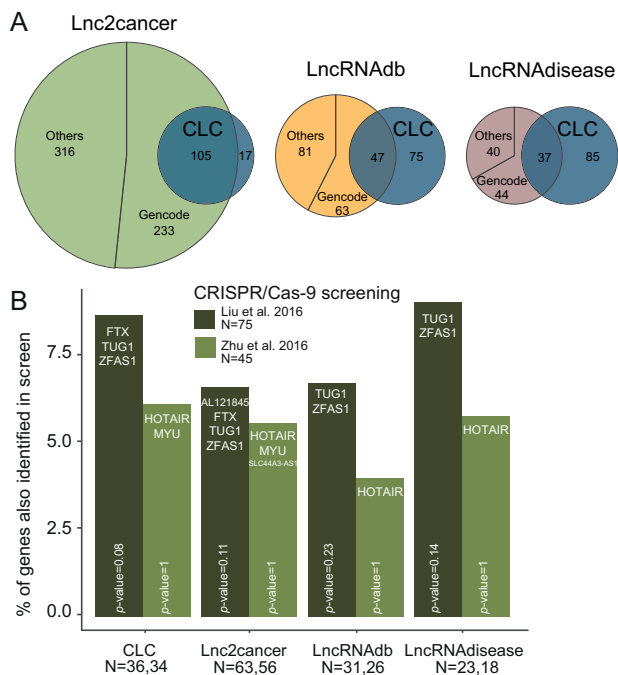 A
Lnc2cancer
LncRNAdb
LncRNAdisease
Others
316
CLC
105
17
Gencode
233
Others
81
CLC
47
75
Gencode
63
Others
40
CLC
37
85
Gencode
44
B
CRISPR/Cas-9 screening
Liu et al. 2016
N=75
Zhu et al. 2016
N=45
% of genes also identified in screen
7.5
5.0
2.5
0.0
FTX
TUG1
ZFAS1
p-value=0.08
HOTAIR
MYU
p-value=1
AL121845
FTX
TUG1
ZFAS1
p-value=0.11
HOTAIR
MYU
SLC44A3-AS1
p-value=1
TUG1
ZFAS1
p-value=0.23
HOTAIR
p-value=1
TUG1
ZFAS1
p-value=0.14
HOTAIR
p-value=1
CLC
N=36,34
Lnc2cancer
N=63,56
LncRNAdb
N=31,26
LncRNAdisease
N=23,18